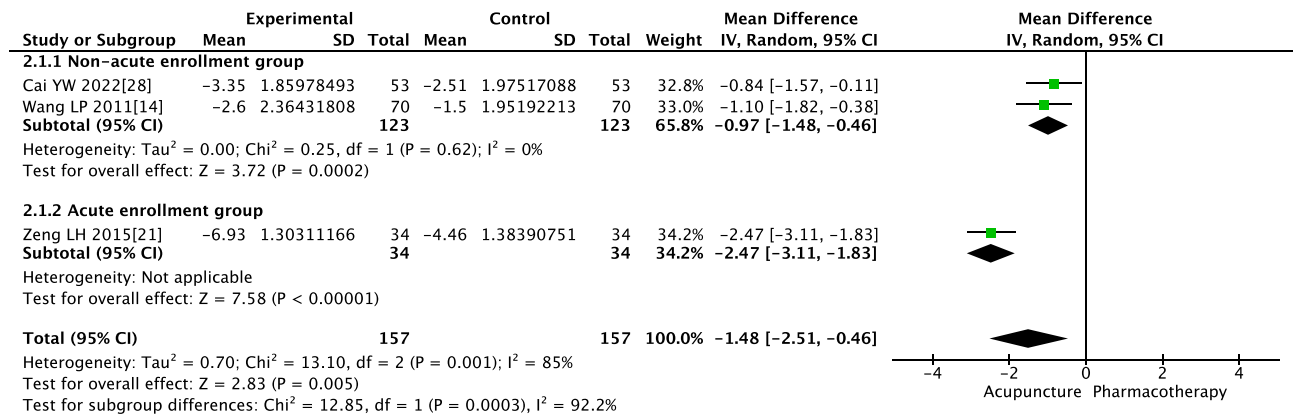 Experimental Control Mean Difference Mean Difference
Study or Subgroup Mean SD Total Mean SD Total Weight IV, Random, 95% CI IV, Random, 95% CI
2.1.1 Non-acute enrollment group
Cai YW 2022[28] −3.35 1.85978493 53 −2.51 1.97517088 53 32.8% −0.84 [−1.57, −0.11]
Wang LP 2011[14] −2.6 2.36431808 70 −1.5 1.95192213 70 33.0% −1.10 [−1.82, −0.38]
Subtotal (95% CI) 123 123 65.8% −0.97 [−1.48, −0.46]
Heterogeneity: Tau² = 0.00; Chi² = 0.25, df = 1 (P = 0.62); I² = 0%
Test for overall effect: Z = 3.72 (P = 0.0002)
2.1.2 Acute enrollment group
Zeng LH 2015[21] −6.93 1.30311166 34 −4.46 1.38390751 34 34.2% −2.47 [−3.11, −1.83]
Subtotal (95% CI) 34 34 34.2% −2.47 [−3.11, −1.83]
Heterogeneity: Not applicable
Test for overall effect: Z = 7.58 (P < 0.00001)
Total (95% CI) 157 157 100.0% −1.48 [−2.51, −0.46]
Heterogeneity: Tau² = 0.70; Chi² = 13.10, df = 2 (P = 0.001); I² = 85%
Test for overall effect: Z = 2.83 (P = 0.005)
Test for subgroup differences: Chi² = 12.85, df = 1 (P = 0.0003), I² = 92.2%
−4 −2 0 2 4
Acupuncture Pharmacotherapy